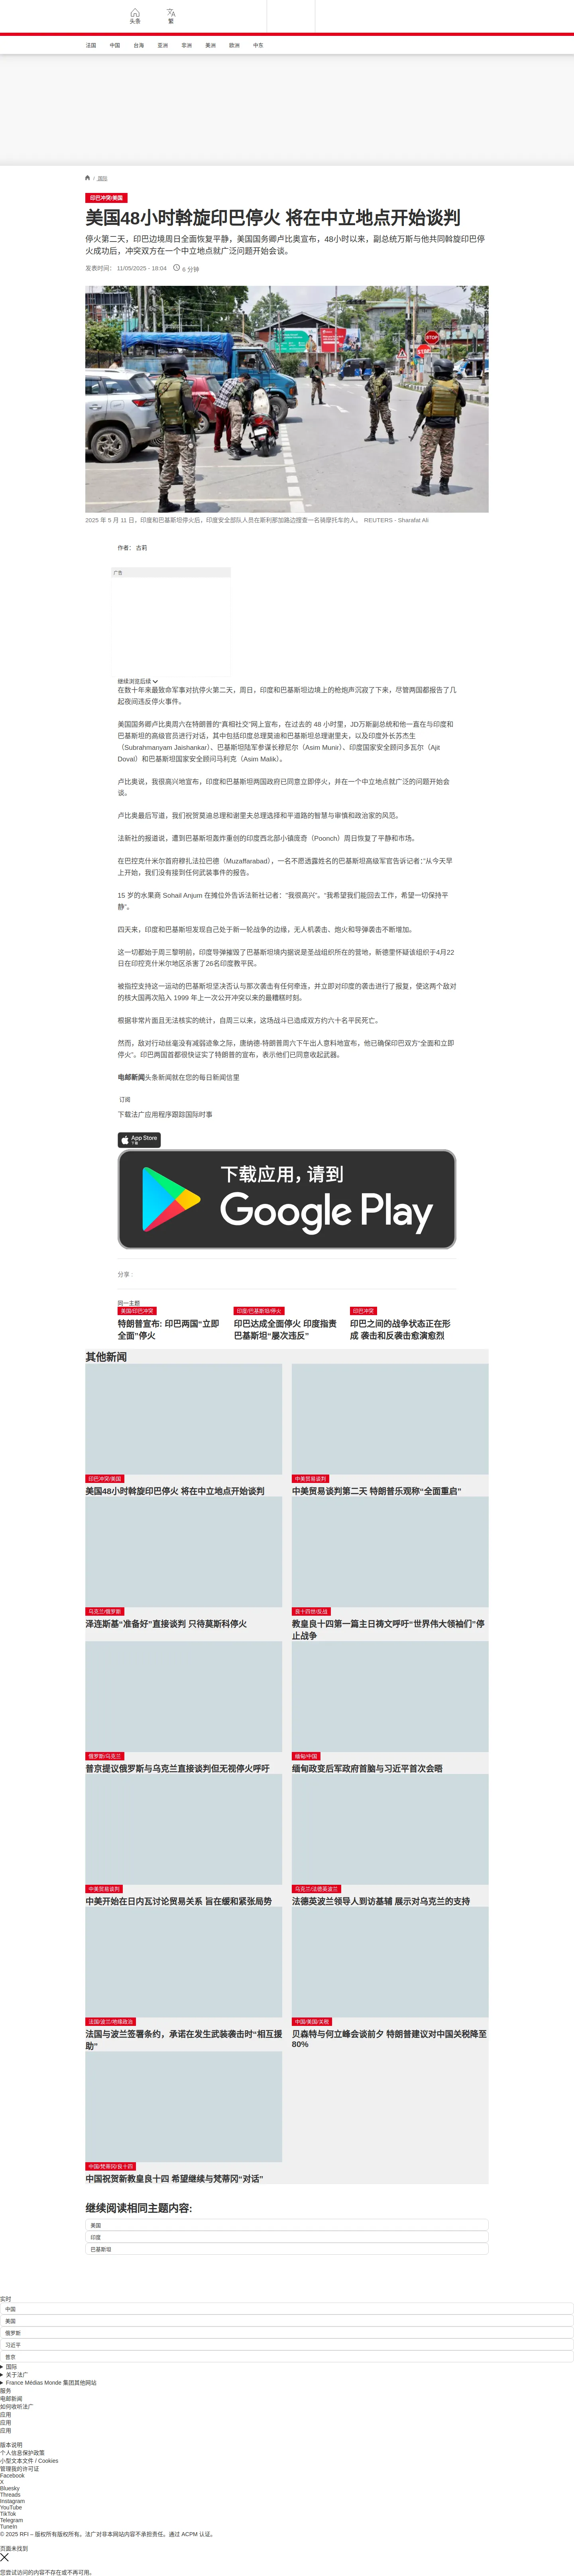 头条
繁
法国
中国
台海
亚洲
非洲
美洲
欧洲
中东
/ 国际
印巴冲突/美国
美国48小时斡旋印巴停火 将在中立地点开始谈判
停火第二天，印巴边境周日全面恢复平静，美国国务卿卢比奥宣布，48小时以来，副总统万斯与他共同斡旋印巴停
火成功后，冲突双方在一个中立地点就广泛问题开始会谈。
发表时间： 11/05/2025 - 18:04
6 分钟
STOP
STOP
2025 年 5 月 11 日，印度和巴基斯坦停火后，印度安全部队人员在斯利那加路边搜查一名骑摩托车的人。 REUTERS - Sharafat Ali
作者： 古莉
广告
继续浏览后续
在数十年来最致命军事对抗停火第二天，周日，印度和巴基斯坦边境上的枪炮声沉寂了下来，尽管两国都报告了几
起夜间违反停火事件。
美国国务卿卢比奥周六在特朗普的“真相社交”网上宣布，在过去的 48 小时里，JD万斯副总统和他一直在与印度和
巴基斯坦的高级官员进行对话，其中包括印度总理莫迪和巴基斯坦总理谢里夫，以及印度外长苏杰生
（Subrahmanyam Jaishankar）、巴基斯坦陆军参谋长穆尼尔（Asim Munir）、印度国家安全顾问多瓦尔（Ajit
Doval）和巴基斯坦国家安全顾问马利克（Asim Malik）。
卢比奥说，我很高兴地宣布，印度和巴基斯坦两国政府已同意立即停火，并在一个中立地点就广泛的问题开始会
谈。
卢比奥最后写道，我们祝贺莫迪总理和谢里夫总理选择和平道路的智慧与审慎和政治家的风范。
法新社的报道说，遭到巴基斯坦轰炸重创的印度西北部小镇庞奇（Poonch）周日恢复了平静和市场。
在巴控克什米尔首府穆扎法拉巴德（Muzaffarabad），一名不愿透露姓名的巴基斯坦高级军官告诉记者：”从今天早
上开始，我们没有接到任何武装事件的报告。
15 岁的水果商 Sohail Anjum 在摊位外告诉法新社记者：“我很高兴”。“我希望我们能回去工作，希望一切保持平
静”。
四天来，印度和巴基斯坦发现自己处于新一轮战争的边缘，无人机袭击、炮火和导弹袭击不断增加。
这一切都始于周三黎明前，印度导弹摧毁了巴基斯坦境内据说是圣战组织所在的营地，新德里怀疑该组织于4月22
日在印控克什米尔地区杀害了26名印度教平民。
被指控支持这一运动的巴基斯坦坚决否认与那次袭击有任何牵连，并立即对印度的袭击进行了报复，使这两个敌对
的核大国再次陷入 1999 年上一次公开冲突以来的最糟糕时刻。
根据非常片面且无法核实的统计，自周三以来，这场战斗已造成双方约六十名平民死亡。
然而，敌对行动丝毫没有减弱迹象之际，唐纳德-特朗普周六下午出人意料地宣布，他已确保印巴双方“全面和立即
停火”。印巴两国首都很快证实了特朗普的宣布，表示他们已同意收起武器。
电邮新闻头条新闻就在您的每日新闻信里
订阅
下载法广应用程序跟踪国际时事
App Store
下载
下载应用，请到
Google Play
分享 :
同一主题
美国/印巴冲突
特朗普宣布: 印巴两国“立即
全面”停火
印度/巴基斯坦/停火
印巴达成全面停火 印度指责
巴基斯坦“屡次违反”
印巴冲突
印巴之间的战争状态正在形
成 袭击和反袭击愈演愈烈
其他新闻
印巴冲突/美国
美国48小时斡旋印巴停火 将在中立地点开始谈判
中美贸易谈判
中美贸易谈判第二天 特朗普乐观称“全面重启”
乌克兰/俄罗斯
泽连斯基“准备好”直接谈判 只待莫斯科停火
良十四世/反战
教皇良十四第一篇主日祷文呼吁“世界伟大领袖们”停
止战争
俄罗斯/乌克兰
普京提议俄罗斯与乌克兰直接谈判但无视停火呼吁
缅甸/中国
缅甸政变后军政府首脑与习近平首次会晤
中美贸易谈判
中美开始在日内瓦讨论贸易关系 旨在缓和紧张局势
乌克兰/法德英波兰
法德英波兰领导人到访基辅 展示对乌克兰的支持
法国/波兰/地缘政治
法国与波兰签署条约，承诺在发生武装袭击时“相互援
助”
中国/美国/关税
贝森特与何立峰会谈前夕 特朗普建议对中国关税降至
80%
中国/梵蒂冈/良十四
中国祝贺新教皇良十四 希望继续与梵蒂冈“对话”
继续阅读相同主题内容:
美国
印度
巴基斯坦
实时
中国
美国
俄罗斯
习近平
普京
国际
关于法广
France Médias Monde 集团其他网站
服务
电邮新闻
如何收听法广
应用
应用
应用
版本说明
个人信息保护政策
小型文本文件 / Cookies
管理我的许可证
Facebook
X
Bluesky
Threads
Instagram
YouTube
TikTok
Telegram
TuneIn
© 2025 RFI – 版权所有版权所有。法广对非本网站内容不承担责任。通过 ACPM 认证。
页面未找到
您尝试访问的内容不存在或不再可用。